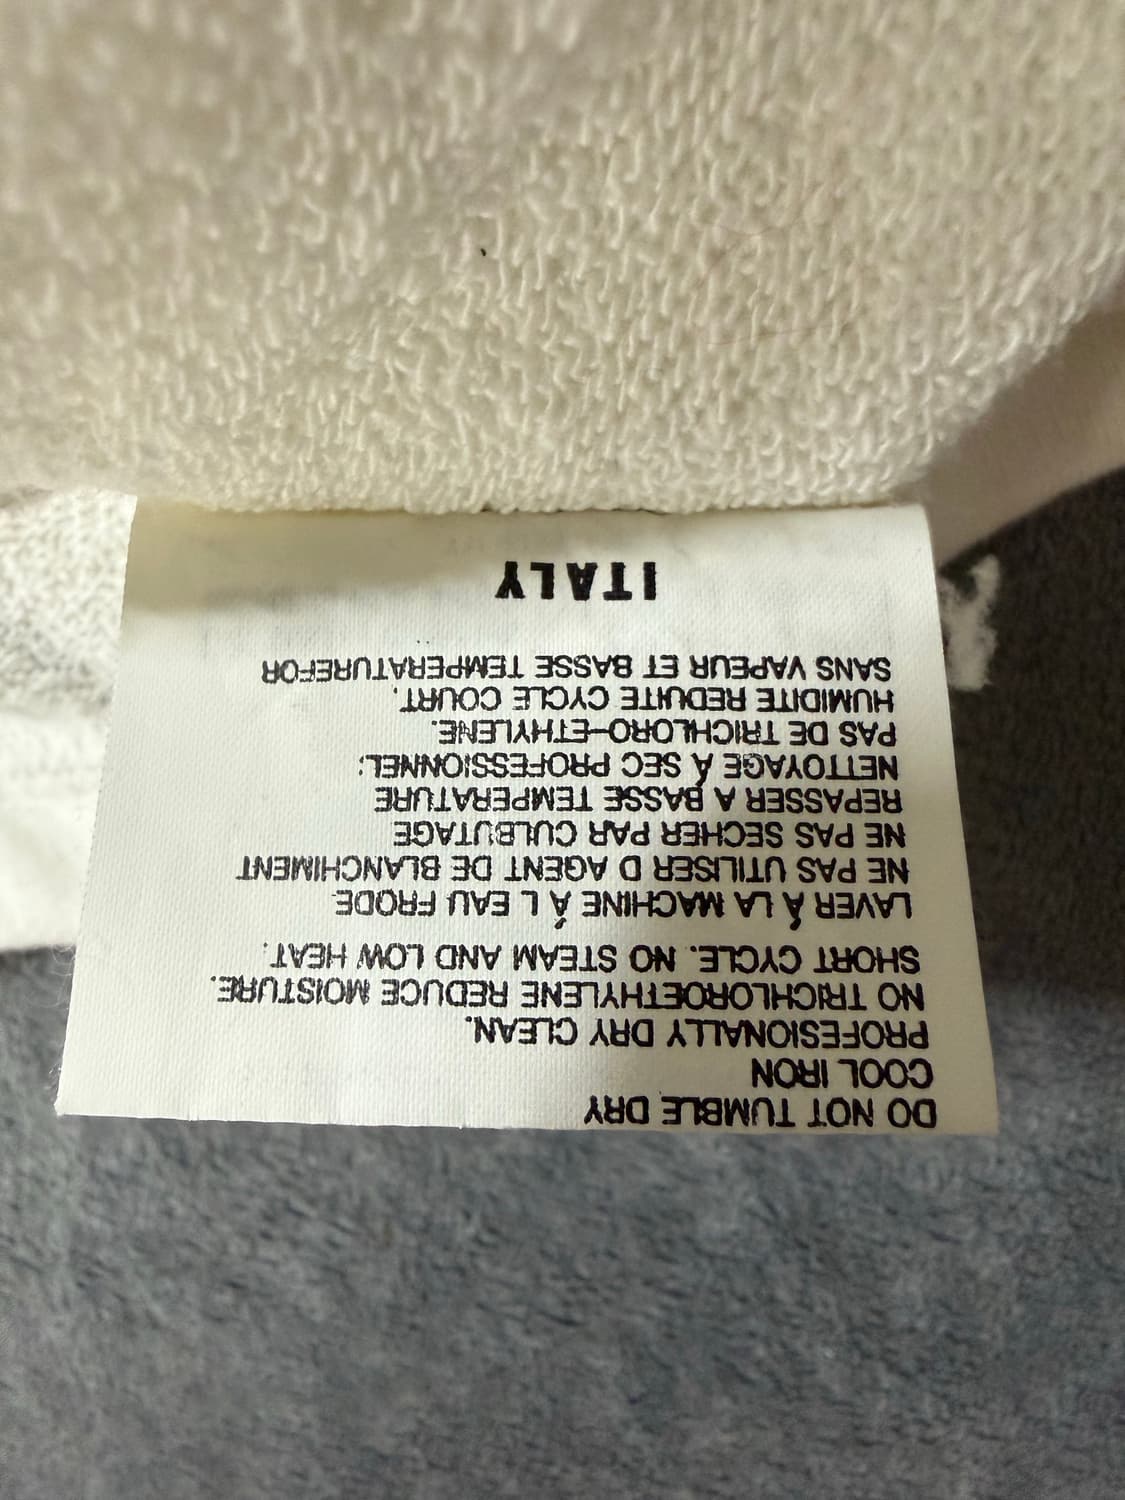 DO NOT TUMBLE DRY
COOL IRON
PROFESIONALLY DRY CLEAN.
NO TRICHLOROETHYLENE REDUCE MOISTURE.
SHORT CYCLE. NO STEAM AND LOW HEAT.
LAVER Á LA MACHINE Á L EAU FRODE
NE PAS UTILISER D AGENT DE BLANCHIMENT
NE PAS SECHER PAR CULBUTAGE
REPASSER A BASSE TEMPERATURE
NETTOYAGE Á SEC PROFESSIONNEL:
PAS DE TRICHLORO-ETHYLENE.
HUMIDITE REDUITE CYCLE COURT.
SANS VAPEUR ET BASSE TEMPERATUREFOR
ITALY